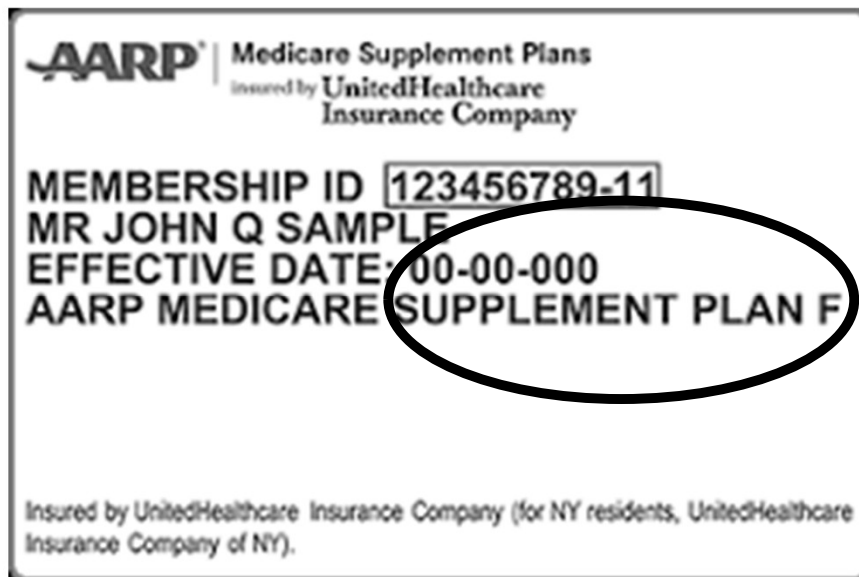 AARP® | Medicare Supplement Plans
insured by UnitedHealthcare
Insurance Company
MEMBERSHIP ID 123456789-11
MR JOHN Q SAMPLE
EFFECTIVE DATE: 00-00-000
AARP MEDICARE SUPPLEMENT PLAN F
Insured by UnitedHealthcare Insurance Company (for NY residents, UnitedHealthcare
Insurance Company of NY).